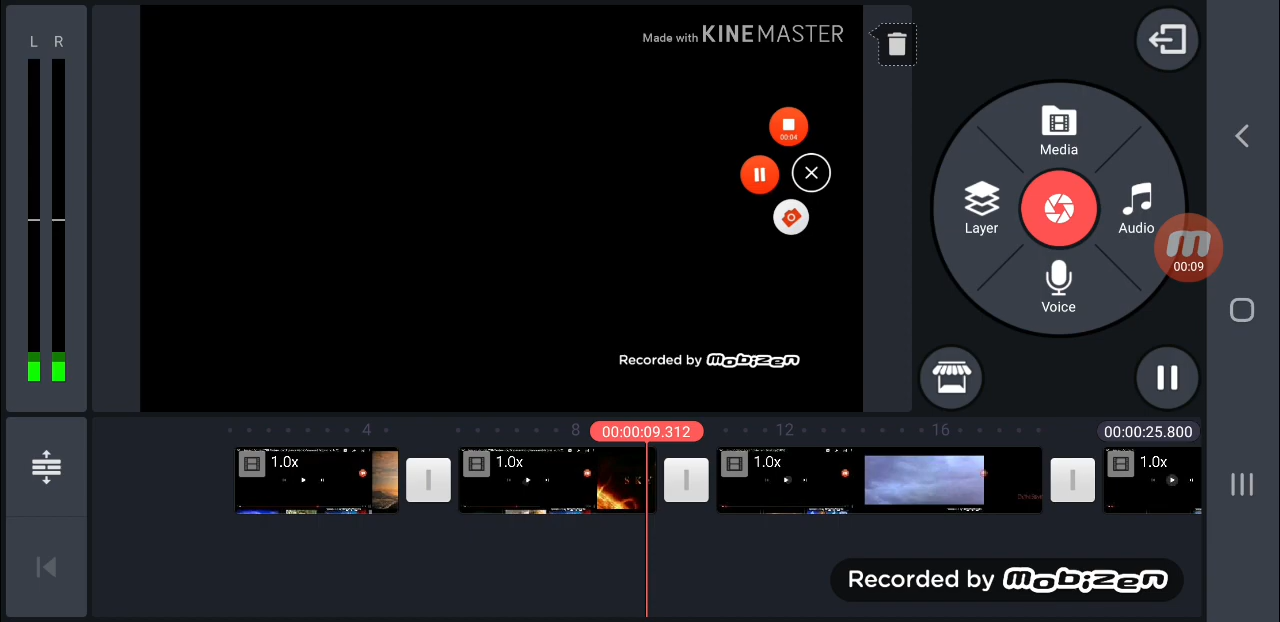 L R
Made with KINEMASTER
00:04
Media
Layer
Audio
00:09
Voice
Recorded by mobizen
4
8
00:00:09.312
12
16
00:00:25.800
1.0x
1.0x
1.0x
1.0x
Recorded by mobizen